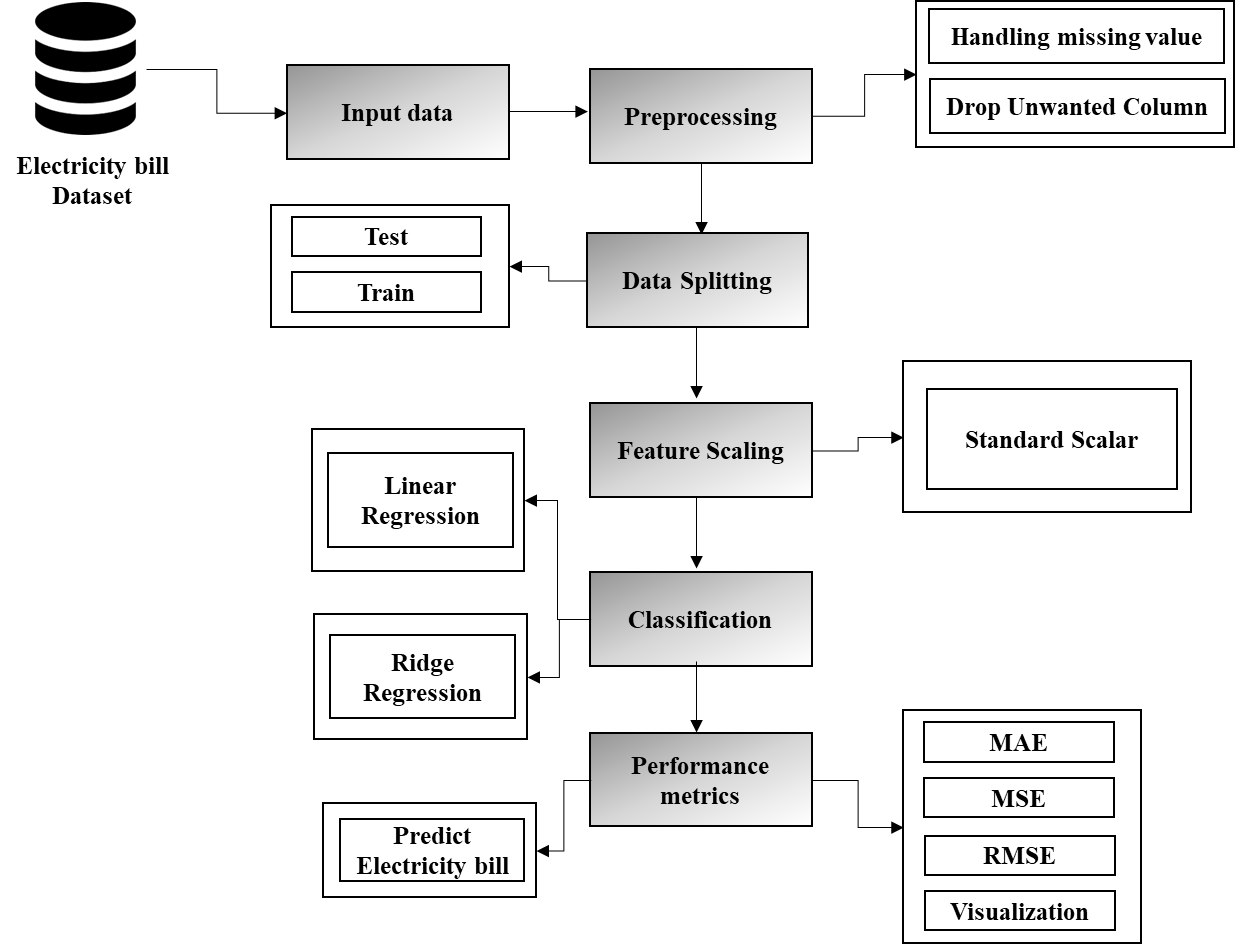 Electricity bill
Dataset
Input data
Preprocessing
Handling missing value
Drop Unwanted Column
Data Splitting
Test
Train
Feature Scaling
Standard Scalar
Classification
Linear
Regression
Ridge
Regression
Performance
metrics
Predict
Electricity bill
MAE
MSE
RMSE
Visualization